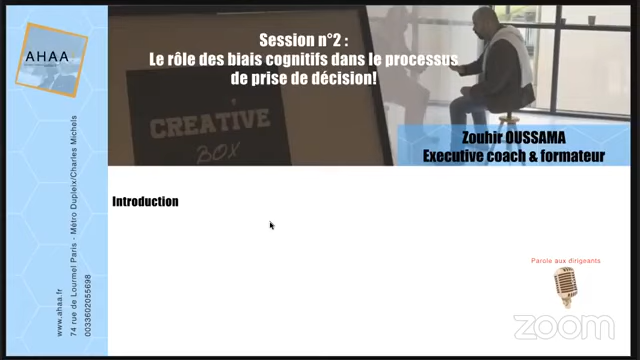 AHAA
Session n°2 :
Le rôle des biais cognitifs dans le processus
de prise de décision!
CREATIVE
BOX
Zouhir OUSSAMA
Executive coach & formateur
Introduction
www.ahaa.fr
74 rue de Lourmel Paris - Métro Dupleix/Charles Michels
0033602055698
Parole aux dirigeants
zoom